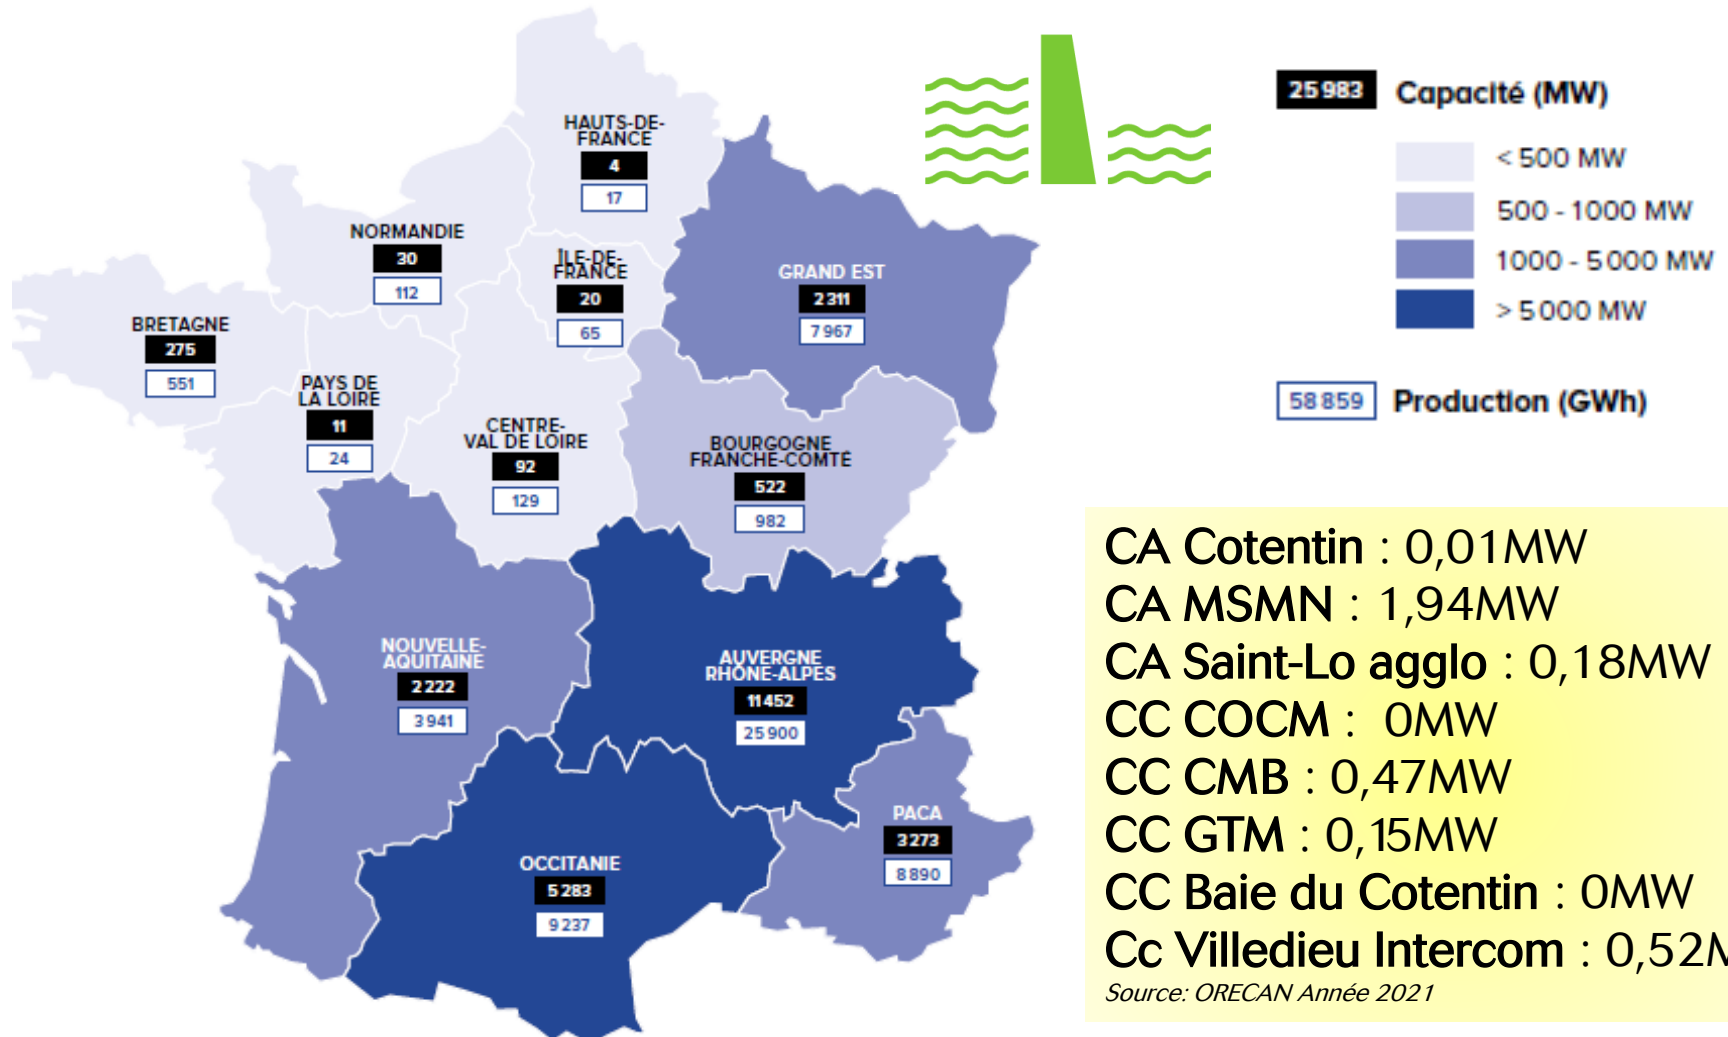 HAUTS-DE-
FRANCE
4
17
NORMANDIE
30
112
ÎLE-DE-
FRANCE
20
65
GRAND EST
2 311
7 967
BRETAGNE
275
551
PAYS DE
LA LOIRE
11
24
CENTRE-
VAL DE LOIRE
92
129
BOURGOGNE
FRANCHE-COMTÉ
522
982
NOUVELLE-
AQUITAINE
2 222
3 941
AUVERGNE
RHÔNE-ALPES
11 452
25 900
PACA
3 273
8 890
OCCITANIE
5 283
9 237
25 983 Capacité (MW)
< 500 MW
500 - 1000 MW
1000 - 5 000 MW
> 5 000 MW
58 859 Production (GWh)
CA Cotentin : 0,01MW
CA MSMN : 1,94MW
CA Saint-Lo agglo : 0,18MW
CC COCM : 0MW
CC CMB : 0,47MW
CC GTM : 0,15MW
CC Baie du Cotentin : 0MW
Cc Villedieu Intercom : 0,52M
Source: ORECAN Année 2021